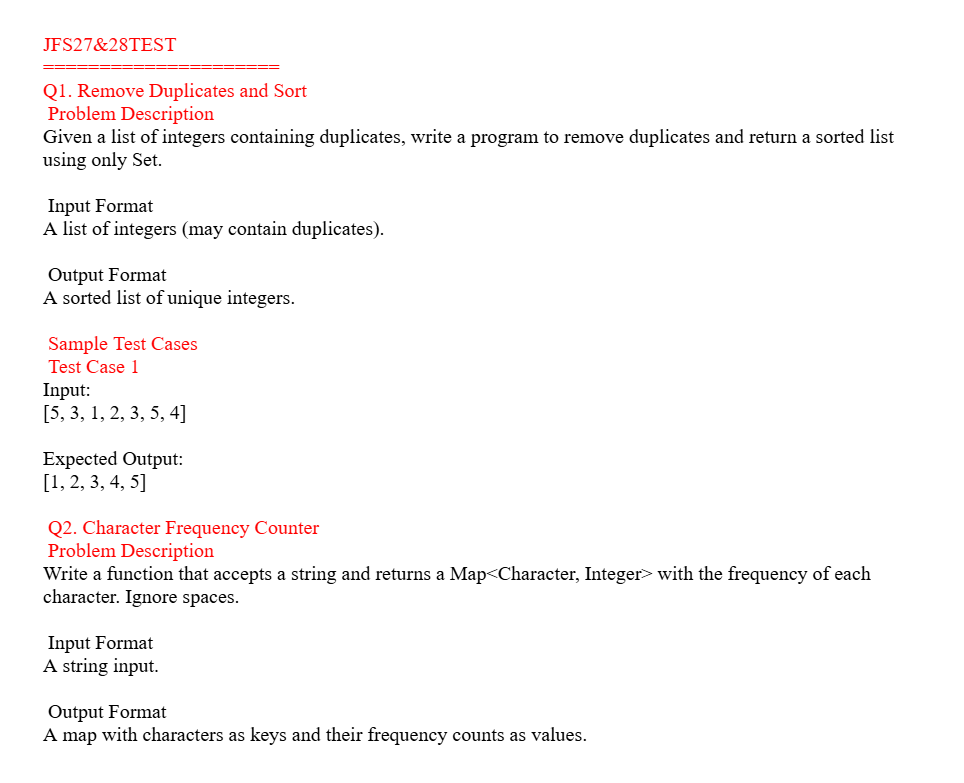 JFS27&28TEST
=====================
Q1. Remove Duplicates and Sort
Problem Description
Given a list of integers containing duplicates, write a program to remove duplicates and return a sorted list
using only Set.
Input Format
A list of integers (may contain duplicates).
Output Format
A sorted list of unique integers.
Sample Test Cases
Test Case 1
Input:
[5, 3, 1, 2, 3, 5, 4]
Expected Output:
[1, 2, 3, 4, 5]
Q2. Character Frequency Counter
Problem Description
Write a function that accepts a string and returns a Map<Character, Integer> with the frequency of each
character. Ignore spaces.
Input Format
A string input.
Output Format
A map with characters as keys and their frequency counts as values.